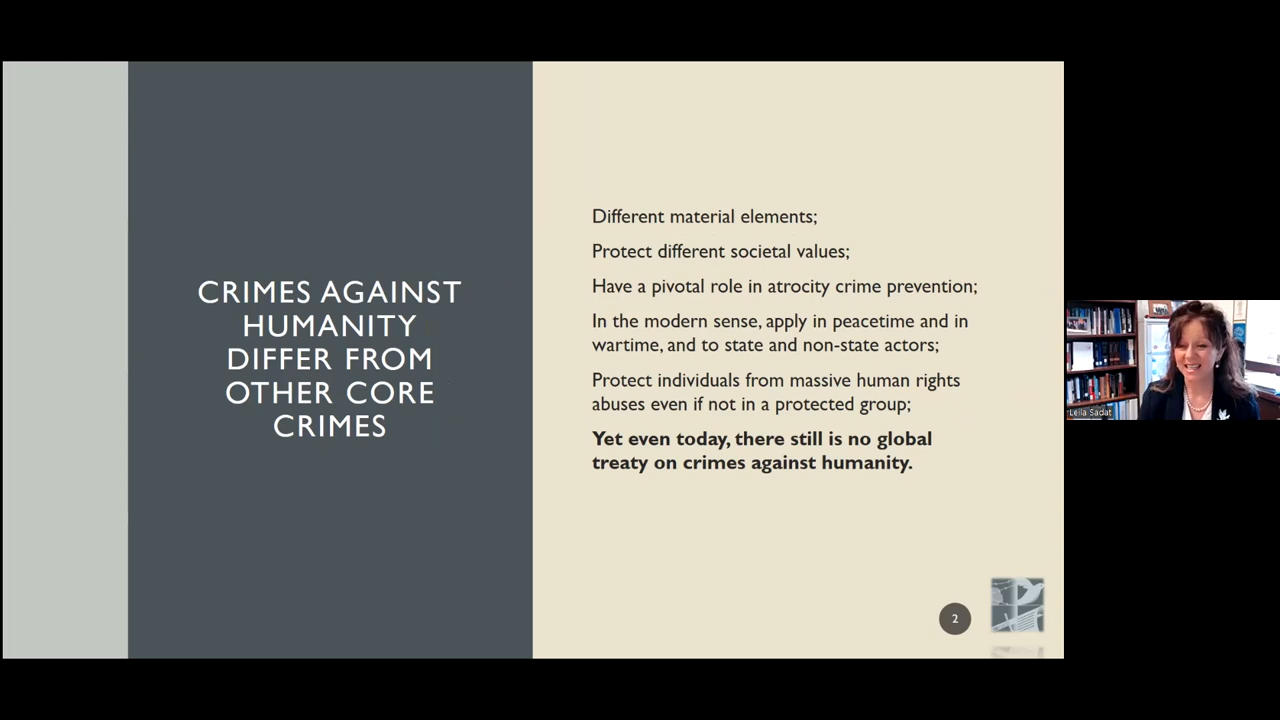 CRIMES AGAINST
HUMANITY
DIFFER FROM
OTHER CORE
CRIMES
Different material elements;
Protect different societal values;
Have a pivotal role in atrocity crime prevention;
In the modern sense, apply in peacetime and in
wartime, and to state and non-state actors;
Protect individuals from massive human rights
abuses even if not in a protected group;
Yet even today, there still is no global
treaty on crimes against humanity.
2
Leila Sadat